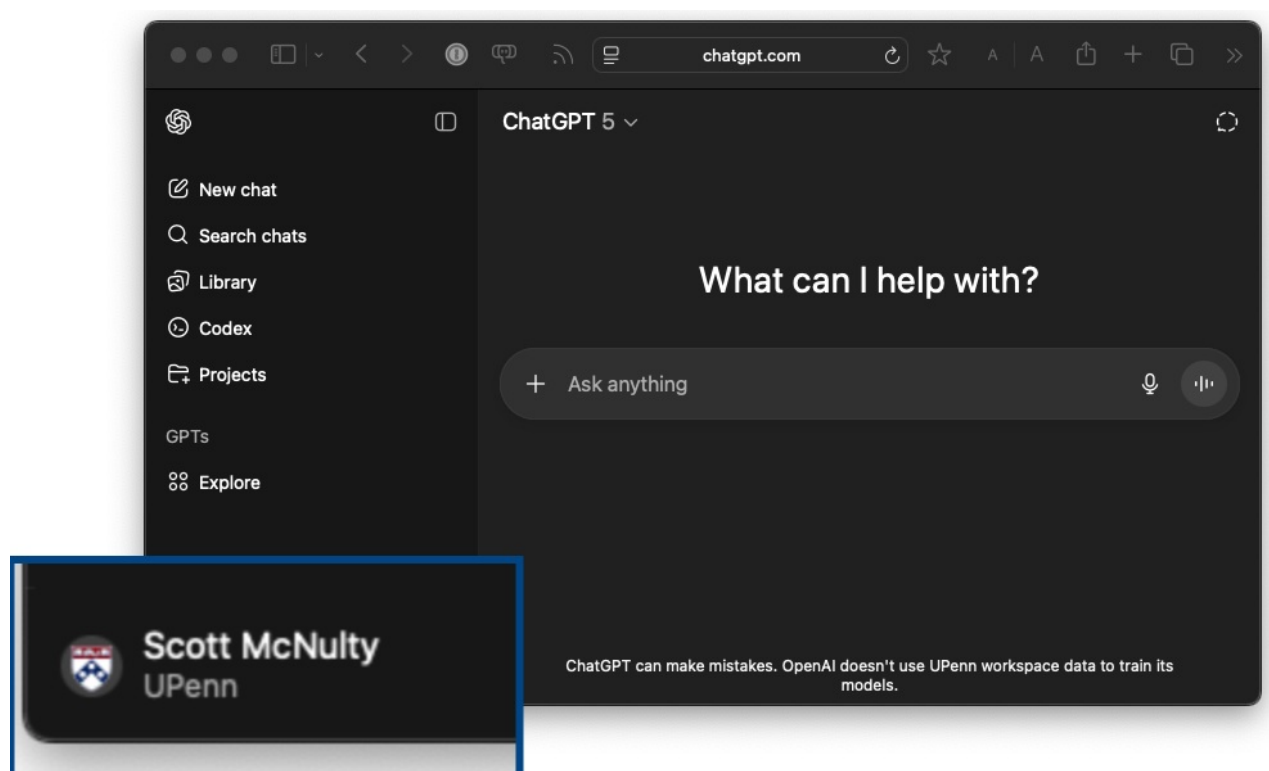 chatgpt.com
A A
ChatGPT 5
New chat
Search chats
Library
Codex
Projects
GPTs
Explore
What can I help with?
Ask anything
Scott McNulty
UPenn
ChatGPT can make mistakes. OpenAI doesn't use UPenn workspace data to train its
models.